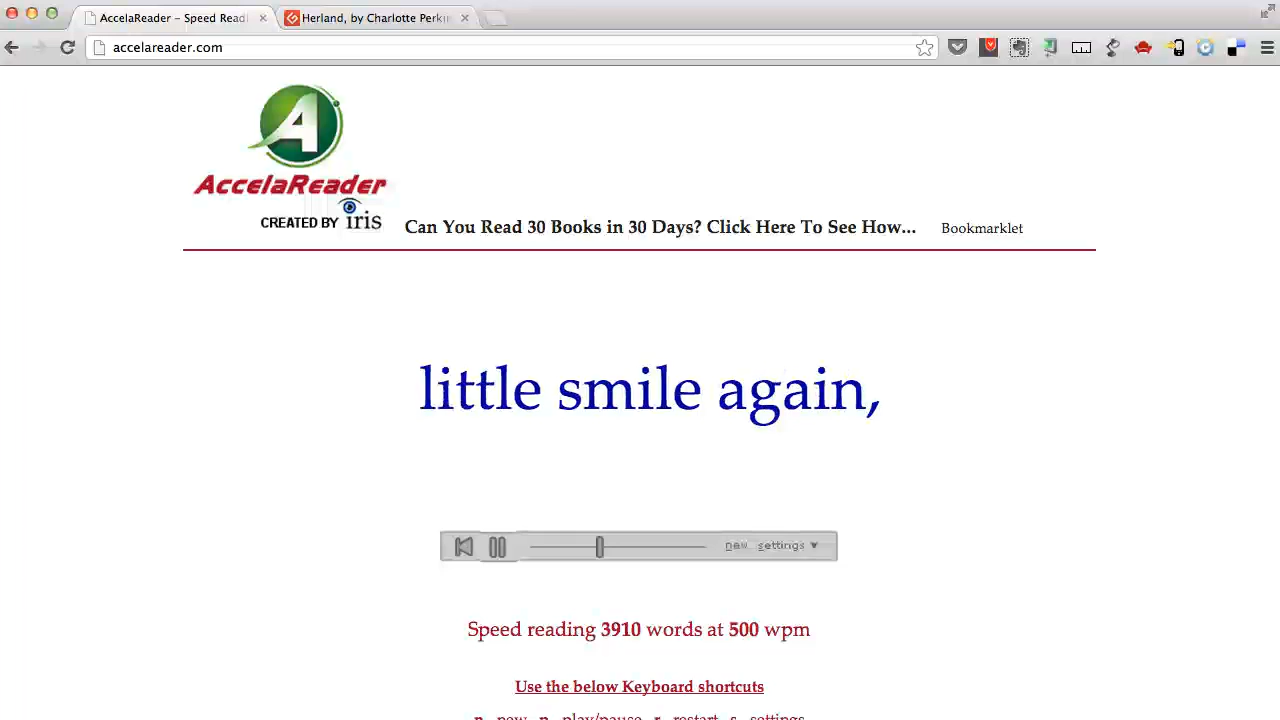 AccelaReader – Speed Readi
Herland, by Charlotte Perkin
accelareader.com
A
AccelaReader
CREATED BY iris
Can You Read 30 Books in 30 Days? Click Here To See How...
Bookmarklet
little smile again,
new settings ▼
Speed reading 3910 words at 500 wpm
Use the below Keyboard shortcuts
n new p play/pause r restart s settings